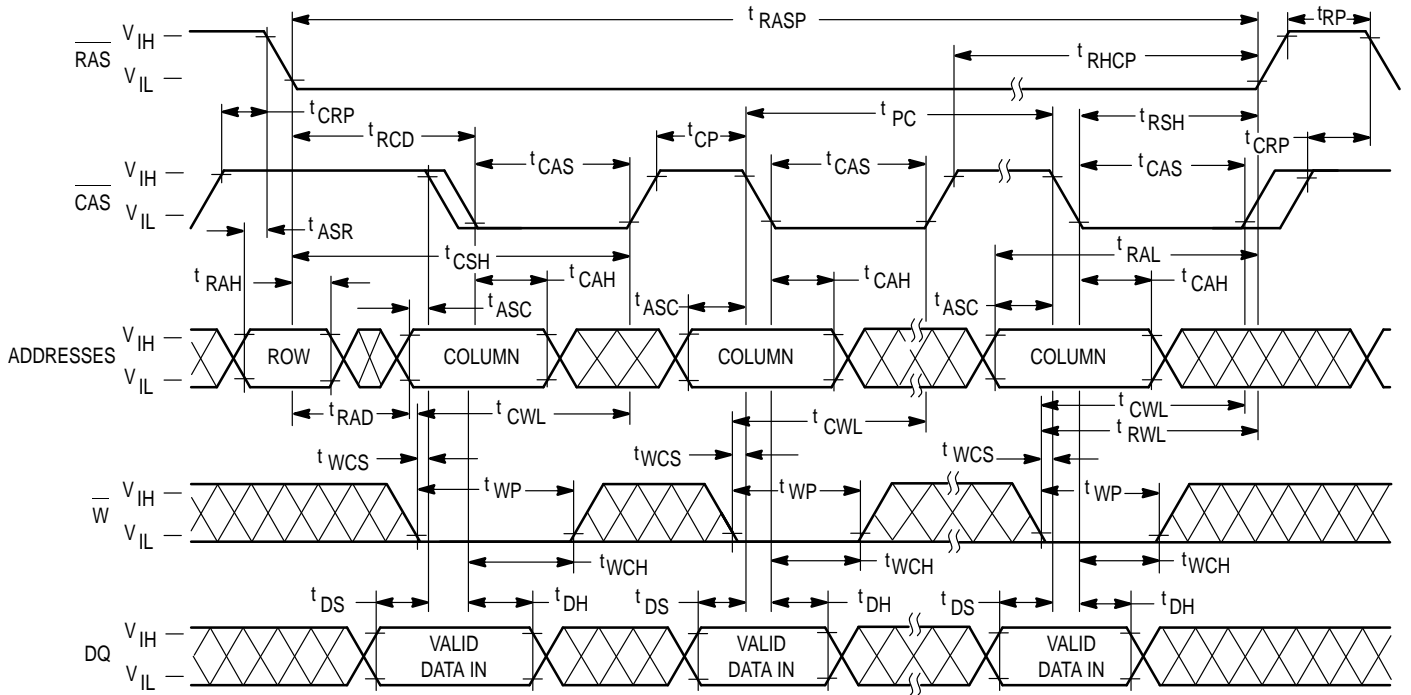 t RASP
tRP
V IH
RAS
V IL
t RHCP
t CRP
t RCD
t CP
t PC
t RSH
t CRP
t CAS
t CAS
t CAS
V IH
CAS
V IL
t ASR
t CSH
t RAL
t RAH
t CAH
t CAH
t CAH
t ASC
t ASC
t ASC
V IH
ADDRESSES
V IL
ROW
COLUMN
COLUMN
COLUMN
t RAD
t CWL
t CWL
t CWL
t RWL
t WCS
t WCS
t WCS
t WP
t WP
t WP
V IH
W
V IL
t WCH
t WCH
t WCH
t DS
t DH
t DS
t DH
t DS
t DH
V IH
DQ
V IL
VALID
DATA IN
VALID
DATA IN
VALID
DATA IN